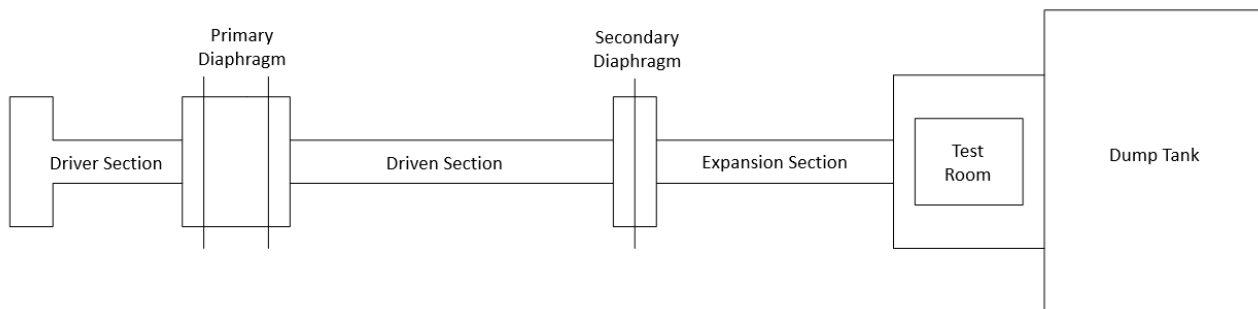 Primary
Diaphragm
Secondary
Diaphragm
Driver Section
Driven Section
Expansion Section
Test
Room
Dump Tank